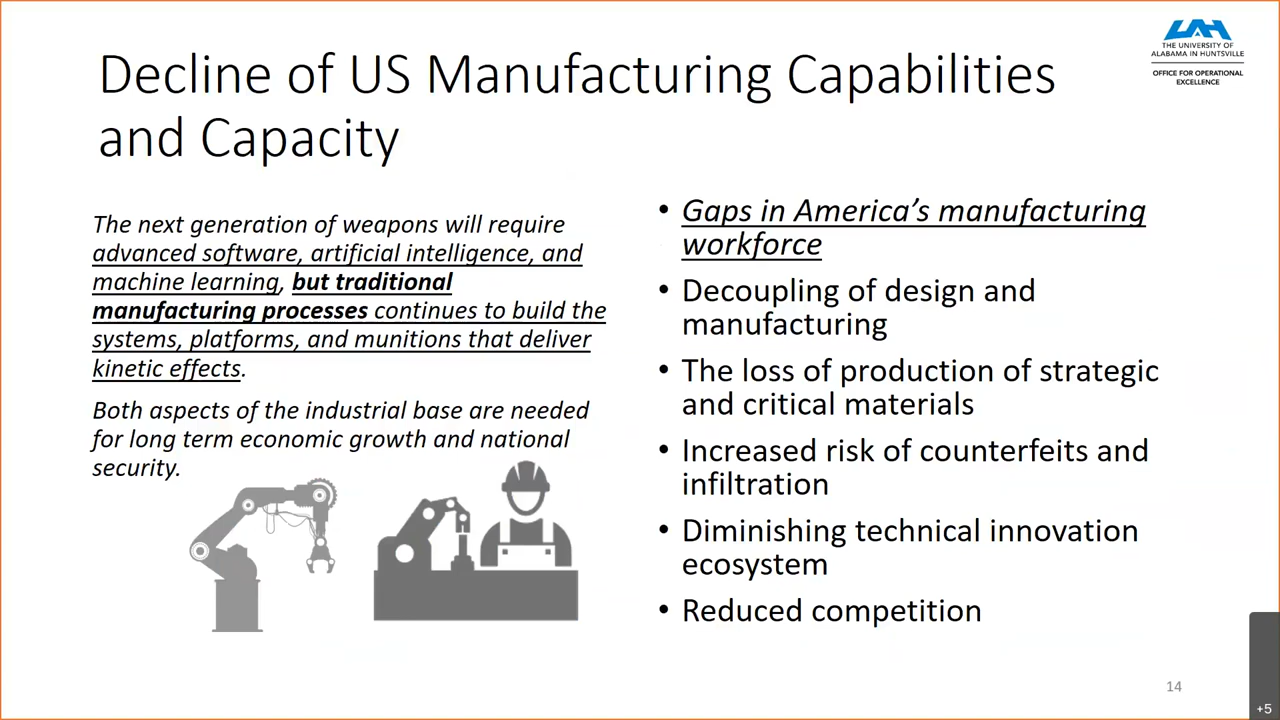 Decline of US Manufacturing Capabilities
and Capacity
UAH
THE UNIVERSITY OF
ALABAMA IN HUNTSVILLE
OFFICE FOR OPERATIONAL
EXCELLENCE
The next generation of weapons will require
advanced software, artificial intelligence, and
machine learning, but traditional
manufacturing processes continues to build the
systems, platforms, and munitions that deliver
kinetic effects.
Both aspects of the industrial base are needed
for long term economic growth and national
security.
• Gaps in America’s manufacturing
workforce
• Decoupling of design and
manufacturing
• The loss of production of strategic
and critical materials
• Increased risk of counterfeits and
infiltration
• Diminishing technical innovation
ecosystem
• Reduced competition
14
+5